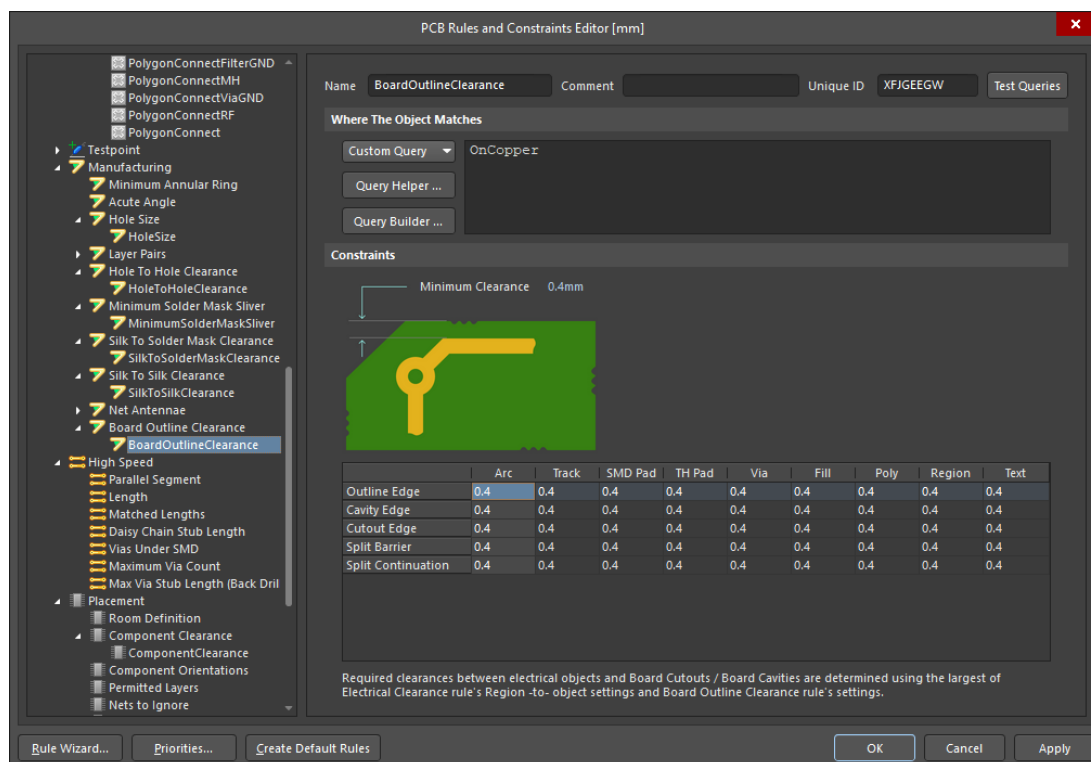 PCB Rules and Constraints Editor [mm]
PolygonConnectFilterGND
PolygonConnectMH
PolygonConnectViaGND
PolygonConnectRF
PolygonConnect
Testpoint
Manufacturing
Minimum Annular Ring
Acute Angle
Hole Size
HoleSize
Layer Pairs
Hole To Hole Clearance
HoleToHoleClearance
Minimum Solder Mask Sliver
MinimumSolderMaskSliver
Silk To Solder Mask Clearance
SilkToSolderMaskClearance
Silk To Silk Clearance
SilkToSilkClearance
Net Antennae
Board Outline Clearance
BoardOutlineClearance
High Speed
Parallel Segment
Length
Matched Lengths
Daisy Chain Stub Length
Vias Under SMD
Maximum Via Count
Max Via Stub Length (Back Dril
Placement
Room Definition
Component Clearance
ComponentClearance
Component Orientations
Permitted Layers
Nets to Ignore
Name BoardOutlineClearance Comment Unique ID XFJGEEGW Test Queries
Where The Object Matches
Custom Query OnCopper
Query Helper ...
Query Builder ...
Constraints
Minimum Clearance 0.4mm
Arc Track SMD Pad TH Pad Via Fill Poly Region Text
Outline Edge 0.4 0.4 0.4 0.4 0.4 0.4 0.4 0.4 0.4
Cavity Edge 0.4 0.4 0.4 0.4 0.4 0.4 0.4 0.4 0.4
Cutout Edge 0.4 0.4 0.4 0.4 0.4 0.4 0.4 0.4 0.4
Split Barrier 0.4 0.4 0.4 0.4 0.4 0.4 0.4 0.4 0.4
Split Continuation 0.4 0.4 0.4 0.4 0.4 0.4 0.4 0.4 0.4
Required clearances between electrical objects and Board Cutouts / Board Cavities are determined using the largest of
Electrical Clearance rule's Region -to- object settings and Board Outline Clearance rule's settings.
Rule Wizard... Priorities... Create Default Rules OK Cancel Apply